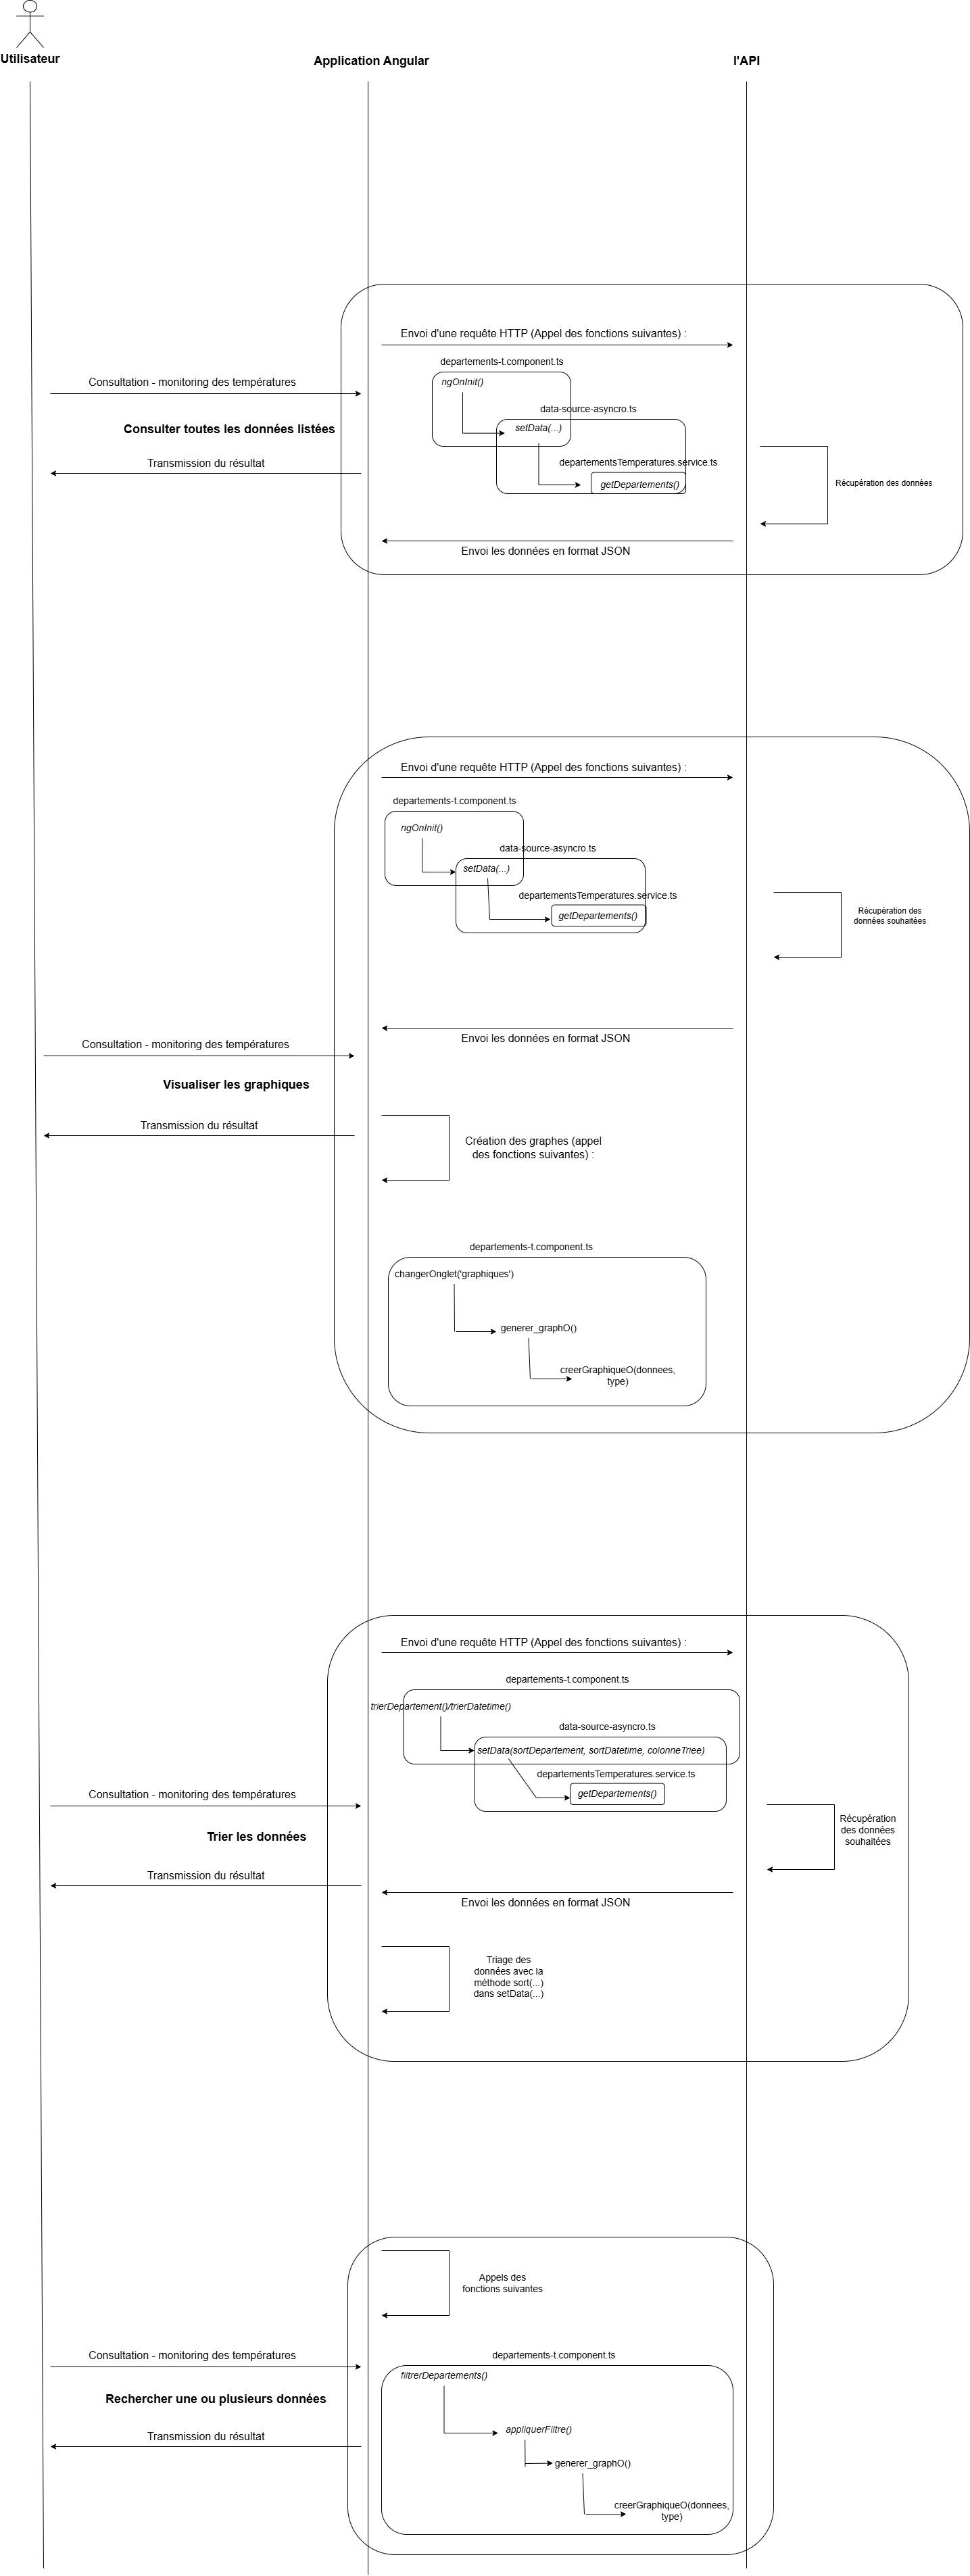 Utilisateur
Application Angular
l'API
Envoi d'une requête HTTP (Appel des fonctions suivantes) :
departements-t.component.ts
Consultation - monitoring des températures
ngOnInit()
data-source-asyncro.ts
Consulter toutes les données listées
setData(...)
Transmission du résultat
departementsTemperatures.service.ts
getDepartements()
Récupération des données
Envoi les données en format JSON
Envoi d'une requête HTTP (Appel des fonctions suivantes) :
departements-t.component.ts
ngOnInit()
data-source-asyncro.ts
setData(...)
departementsTemperatures.service.ts
getDepartements()
Récupération des
données souhaitées
Envoi les données en format JSON
Consultation - monitoring des températures
Visualiser les graphiques
Transmission du résultat
Création des graphes (appel
des fonctions suivantes) :
departements-t.component.ts
changerOnglet('graphiques')
generer_graphO()
creerGraphiqueO(donnees,
type)
Envoi d'une requête HTTP (Appel des fonctions suivantes) :
departements-t.component.ts
trierDepartement()/trierDatetime()
data-source-asyncro.ts
setData(sortDepartement, sortDatetime, colonneTriee)
departementsTemperatures.service.ts
getDepartements()
Consultation - monitoring des températures
Trier les données
Récupération
des données
souhaitées
Transmission du résultat
Envoi les données en format JSON
Triage des
données avec la
méthode sort(...)
dans setData(...)
Appels des
fonctions suivantes
Consultation - monitoring des températures
departements-t.component.ts
filtrerDepartements()
Rechercher une ou plusieurs données
Transmission du résultat
appliquerFiltre()
generer_graphO()
creerGraphiqueO(donnees,
type)